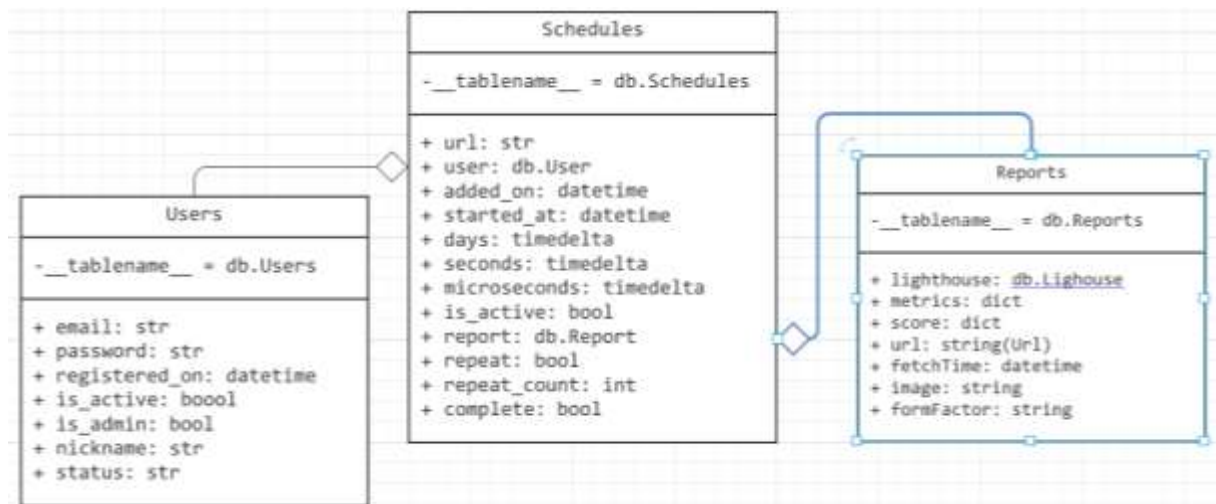 Schedules
-__tablename__ = db.Schedules
+ url: str
+ user: db.User
+ added_on: datetime
+ started_at: datetime
+ days: timedelta
+ seconds: timedelta
+ microseconds: timedelta
+ is_active: bool
+ report: db.Report
+ repeat: bool
+ repeat_count: int
+ complete: bool
Users
-__tablename__ = db.Users
+ email: str
+ password: str
+ registered_on: datetime
+ is_active: boool
+ is_admin: bool
+ nickname: str
+ status: str
Reports
-__tablename__ = db.Reports
+ lighthouse: db.Lighouse
+ metrics: dict
+ score: dict
+ url: string(Url)
+ fetchTime: datetime
+ image: string
+ formFactor: string